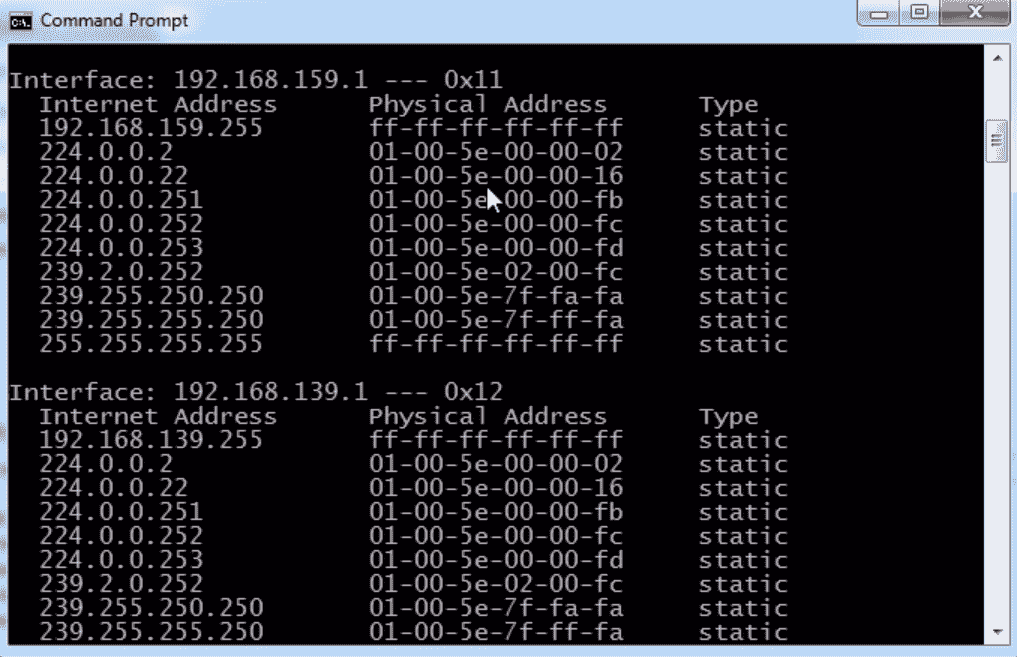 Command Prompt
Interface: 192.168.159.1 --- 0x11
Internet Address Physical Address Type
192.168.159.255 ff-ff-ff-ff-ff-ff static
224.0.0.2 01-00-5e-00-00-02 static
224.0.0.22 01-00-5e-00-00-16 static
224.0.0.251 01-00-5e-00-00-fb static
224.0.0.252 01-00-5e-00-00-fc static
224.0.0.253 01-00-5e-00-00-fd static
239.2.0.252 01-00-5e-02-00-fc static
239.255.250.250 01-00-5e-7f-fa-fa static
239.255.255.250 01-00-5e-7f-ff-fa static
255.255.255.255 ff-ff-ff-ff-ff-ff static
Interface: 192.168.139.1 --- 0x12
Internet Address Physical Address Type
192.168.139.255 ff-ff-ff-ff-ff-ff static
224.0.0.2 01-00-5e-00-00-02 static
224.0.0.22 01-00-5e-00-00-16 static
224.0.0.251 01-00-5e-00-00-fb static
224.0.0.252 01-00-5e-00-00-fc static
224.0.0.253 01-00-5e-00-00-fd static
239.2.0.252 01-00-5e-02-00-fc static
239.255.250.250 01-00-5e-7f-fa-fa static
239.255.255.250 01-00-5e-7f-ff-fa static